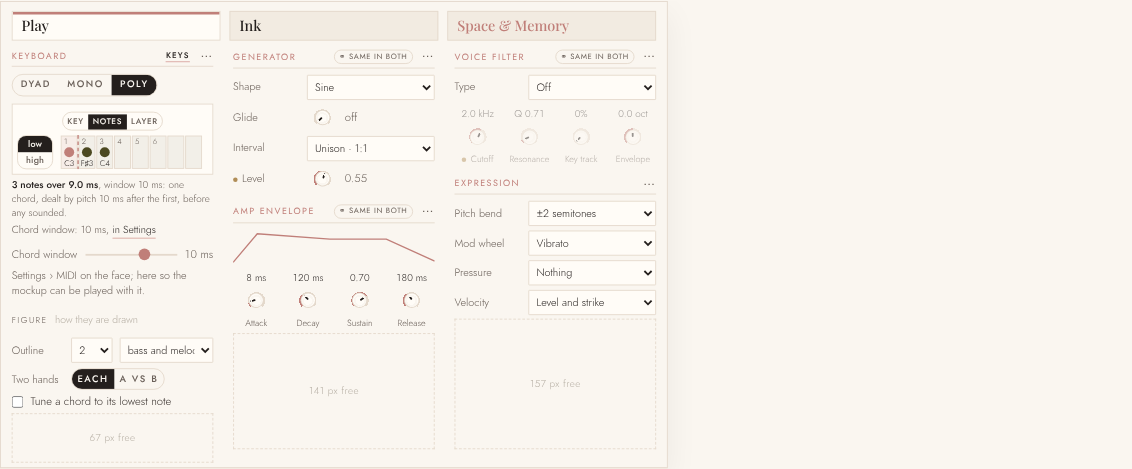 Play
KEYBOARD KEYS ...
DYAD MONO POLY
KEY NOTES LAYER
low
high
1 2 3 4 5 6
C3 F#3 C4
3 notes over 9.0 ms, window 10 ms: one
chord, dealt by pitch 10 ms after the first, before
any sounded.
Chord window: 10 ms, in Settings
Chord window 10 ms
Settings › MIDI on the face; here so the
mockup can be played with it.
FIGURE how they are drawn
Outline 2 bass and meloc
Two hands EACH A VS B
Tune a chord to its lowest note
67 px free
Ink
GENERATOR = SAME IN BOTH ...
Shape Sine
Glide off
Interval Unison · 1:1
Level 0.55
AMP ENVELOPE = SAME IN BOTH ...
8 ms 120 ms 0.70 180 ms
Attack Decay Sustain Release
141 px free
Space & Memory
VOICE FILTER = SAME IN BOTH ...
Type Off
2.0 kHz Q 0.71 0% 0.0 oct
Cutoff Resonance Key track Envelope
EXPRESSION ...
Pitch bend ±2 semitones
Mod wheel Vibrato
Pressure Nothing
Velocity Level and strike
157 px free